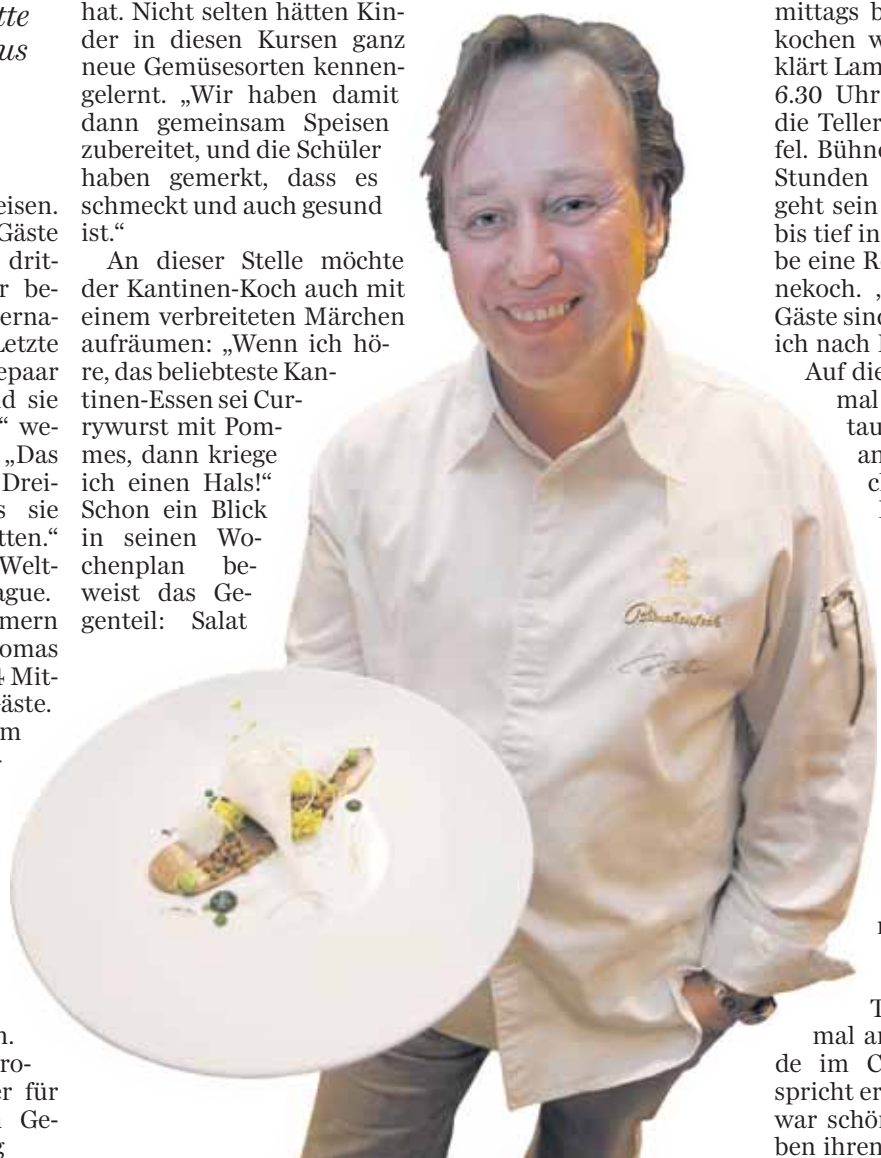 tte
us
eisen.
Gäste
drit-
r be-
erna-
Letzte
epaar
d sie
“ we-
„Das
Drei-
s sie
tten.“
Welt-
ague.
mern
omas
4 Mit-
äste.
m
n.
ro-
er für
Ge-
g
hat. Nicht selten hätten Kin-
der in diesen Kursen ganz
neue Gemüsesorten kennen-
gelernt. „Wir haben damit
dann gemeinsam Speisen
zubereitet, und die Schüler
haben gemerkt, dass es
schmeckt und auch gesund
ist.“
An dieser Stelle möchte
der Kantinen-Koch auch mit
einem verbreiteten Märchen
aufräumen: „Wenn ich hö-
re, das beliebteste Kan-
tinen-Essen sei Cur-
rywurst mit Pom-
mes, dann kriege
ich einen Hals!“
Schon ein Blick
in seinen Wo-
chenplan be-
weist das Ge-
genteil: Salat
mittags b
kochen w
klärt Lam
6.30 Uhr
die Teller
fel. Bühne
Stunden
geht sein
bis tief in
be eine R
nekoch. „
Gäste sind
ich nach
Auf die
mal
tau
an
c
T
mal an
de im C
spricht er
war schön
ben ihren